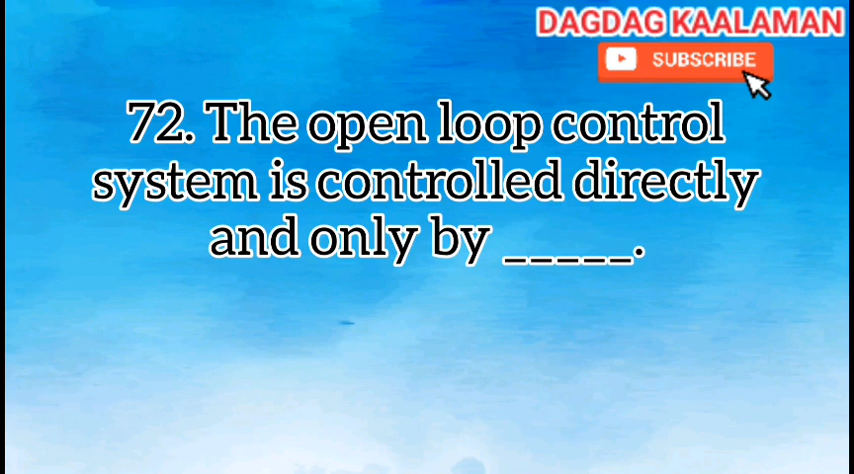 DAGDAG KAALAMAN
SUBSCRIBE
72. The open loop control
system is controlled directly
and only by _____.